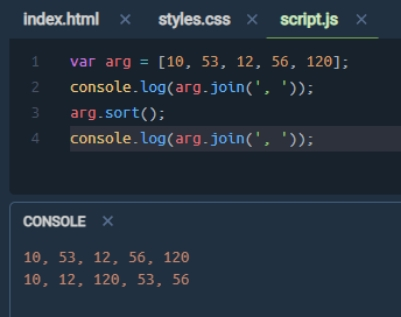 index.html × styles.css × script.js ×
1 var arg = [10, 53, 12, 56, 120];
2 console.log(arg.join(', '));
3 arg.sort();
4 console.log(arg.join(', '));
CONSOLE ×
10, 53, 12, 56, 120
10, 12, 120, 53, 56